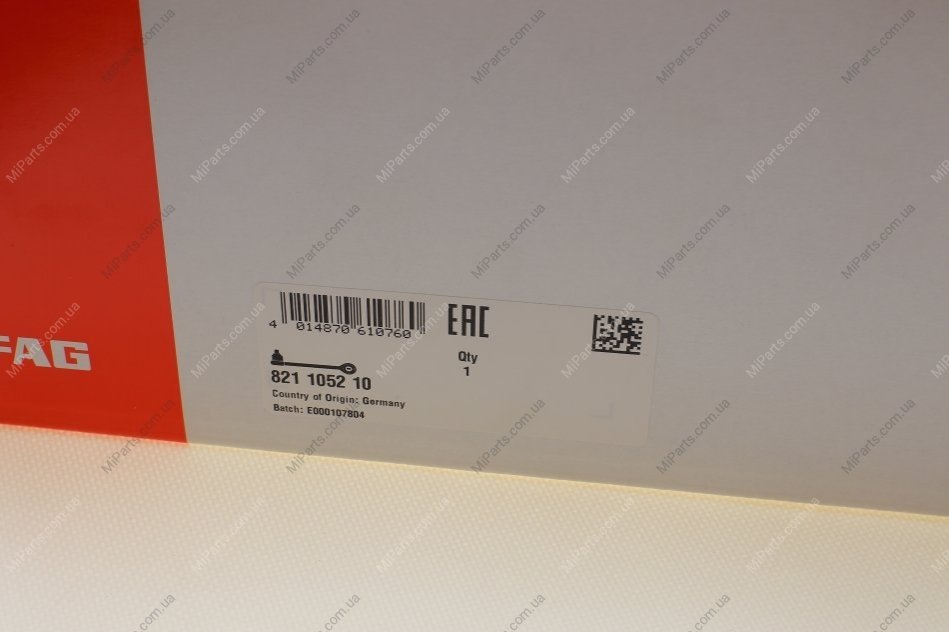 FAG
4 014870 610760
EAC
Qty
1
821 1052 10
Country of Origin: Germany
Batch: E000107804
MiParts.com.ua